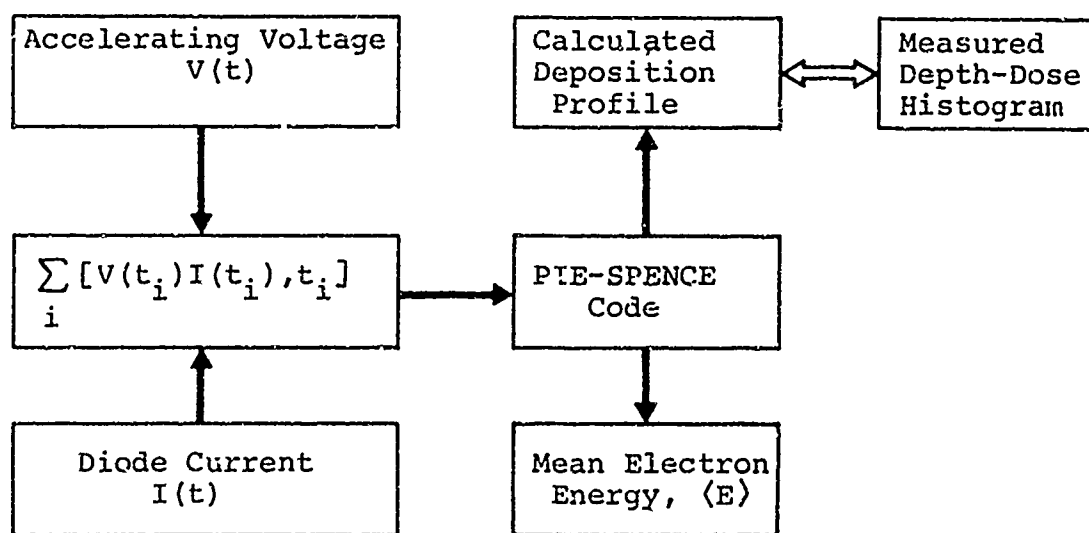 Accelerating Voltage
V(t)
Calculated
Deposition
Profile
Measured
Depth-Dose
Histogram
∑ [V(t_i)I(t_i),t_i]
i
PIE-SPENCE
Code
Diode Current
I(t)
Mean Electron
Energy, ⟨E⟩